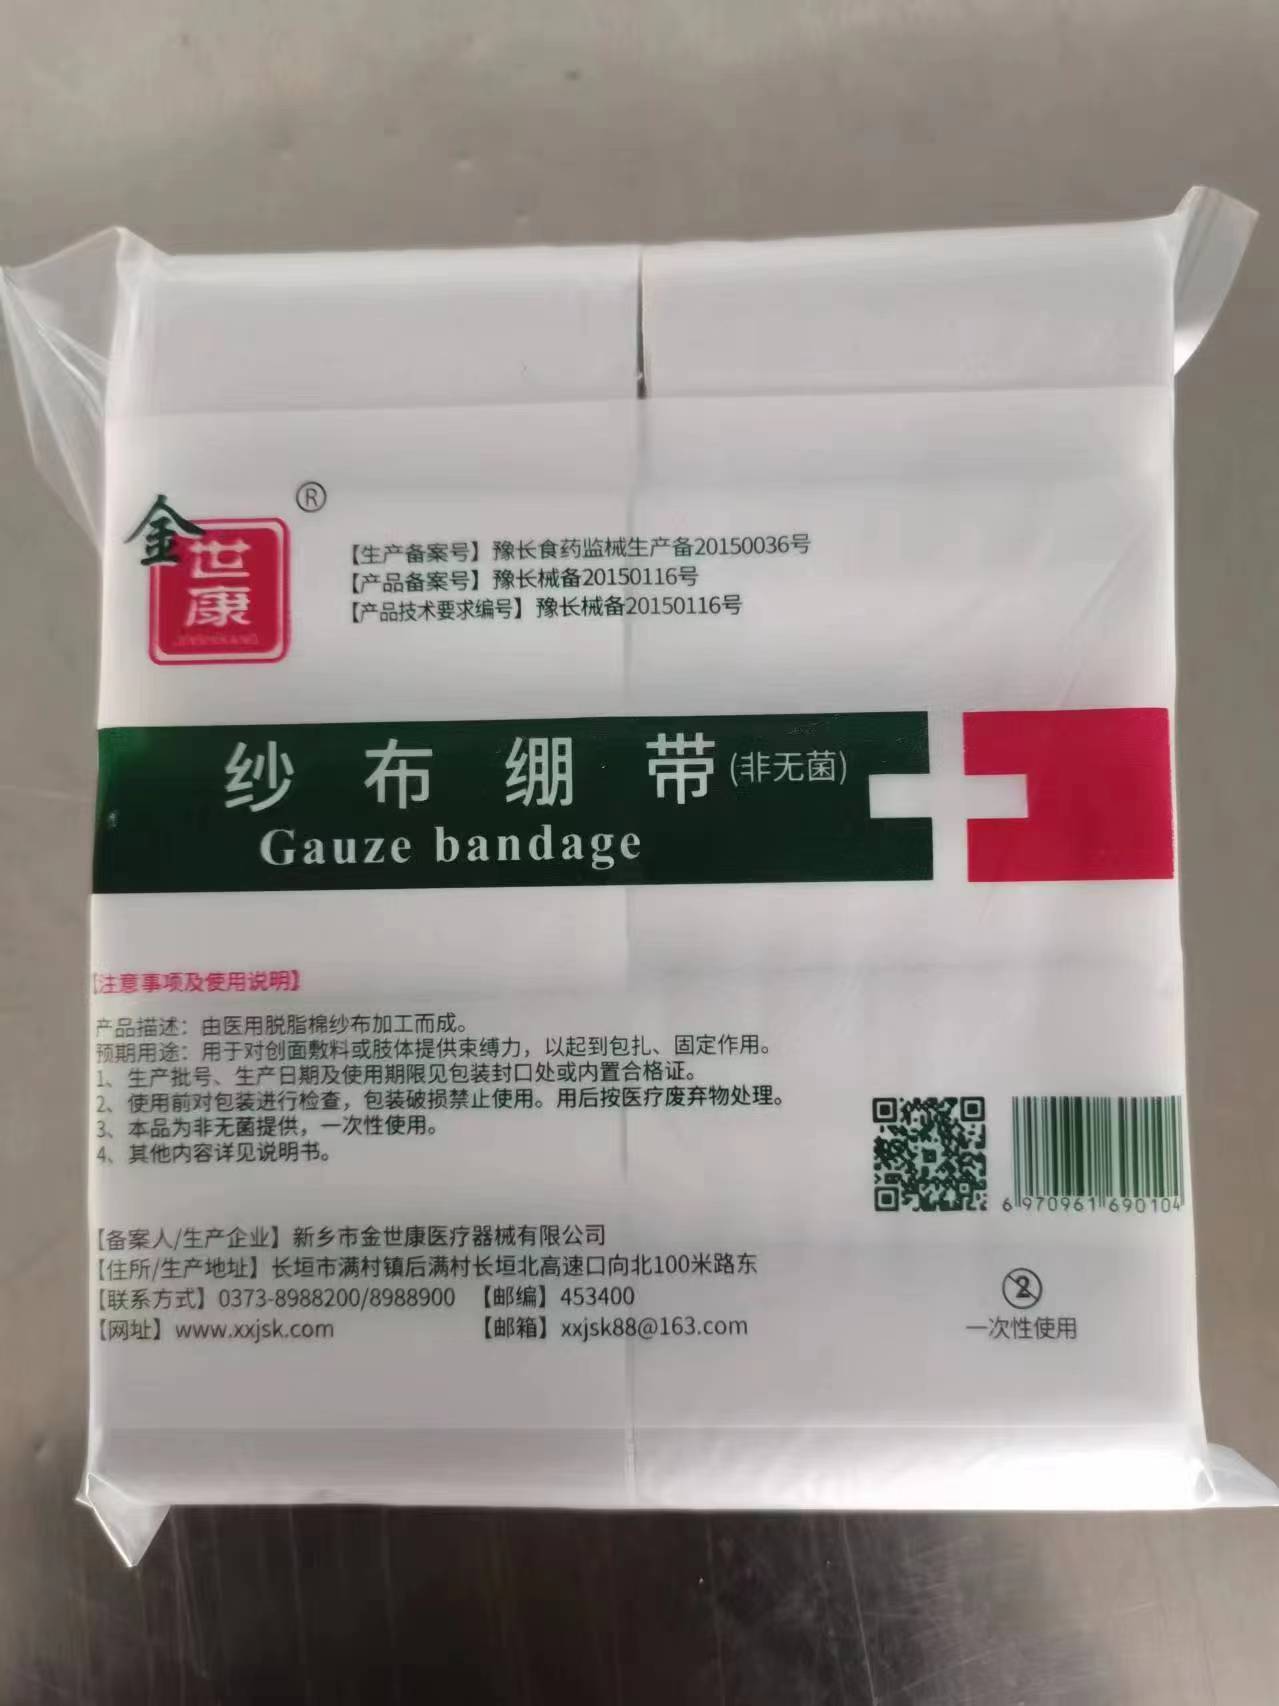 金世康
®
JINSHIKANG
【生产备案号】豫长食药监械生产备20150036号
【产品备案号】豫长械备20150116号
【产品技术要求编号】豫长械备20150116号
纱布绷带(非无菌)
Gauze bandage
【注意事项及使用说明】
产品描述：由医用脱脂棉纱布加工而成。
预期用途：用于对创面敷料或肢体提供束缚力，以起到包扎、固定作用。
1、生产批号、生产日期及使用期限见包装封口处或内置合格证。
2、使用前对包装进行检查，包装破损禁止使用。用后按医疗废弃物处理。
3、本品为非无菌提供，一次性使用。
4、其他内容详见说明书。
6 970961 690104
【备案人/生产企业】新乡市金世康医疗器械有限公司
【住所/生产地址】长垣市满村镇后满村长垣北高速口向北100米路东
【联系方式】0373-8988200/8988900 【邮编】453400
【网址】www.xxjsk.com 【邮箱】xxjsk88@163.com
2
一次性使用